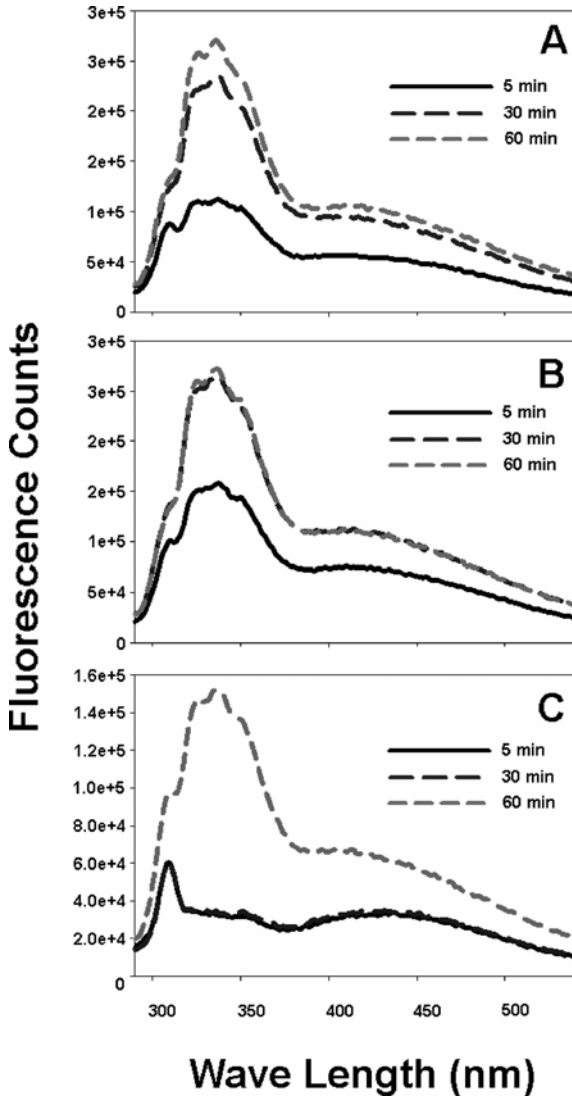 Fluorescence Counts
3e+5
3e+5
2e+5
2e+5
1e+5
5e+4
0
A
5 min
30 min
60 min
3e+5
3e+5
2e+5
2e+5
1e+5
5e+4
0
B
5 min
30 min
60 min
1.6e+5
1.4e+5
1.2e+5
1.0e+5
8.0e+4
6.0e+4
4.0e+4
2.0e+4
0
C
5 min
30 min
60 min
300 350 400 450 500
Wave Length (nm)